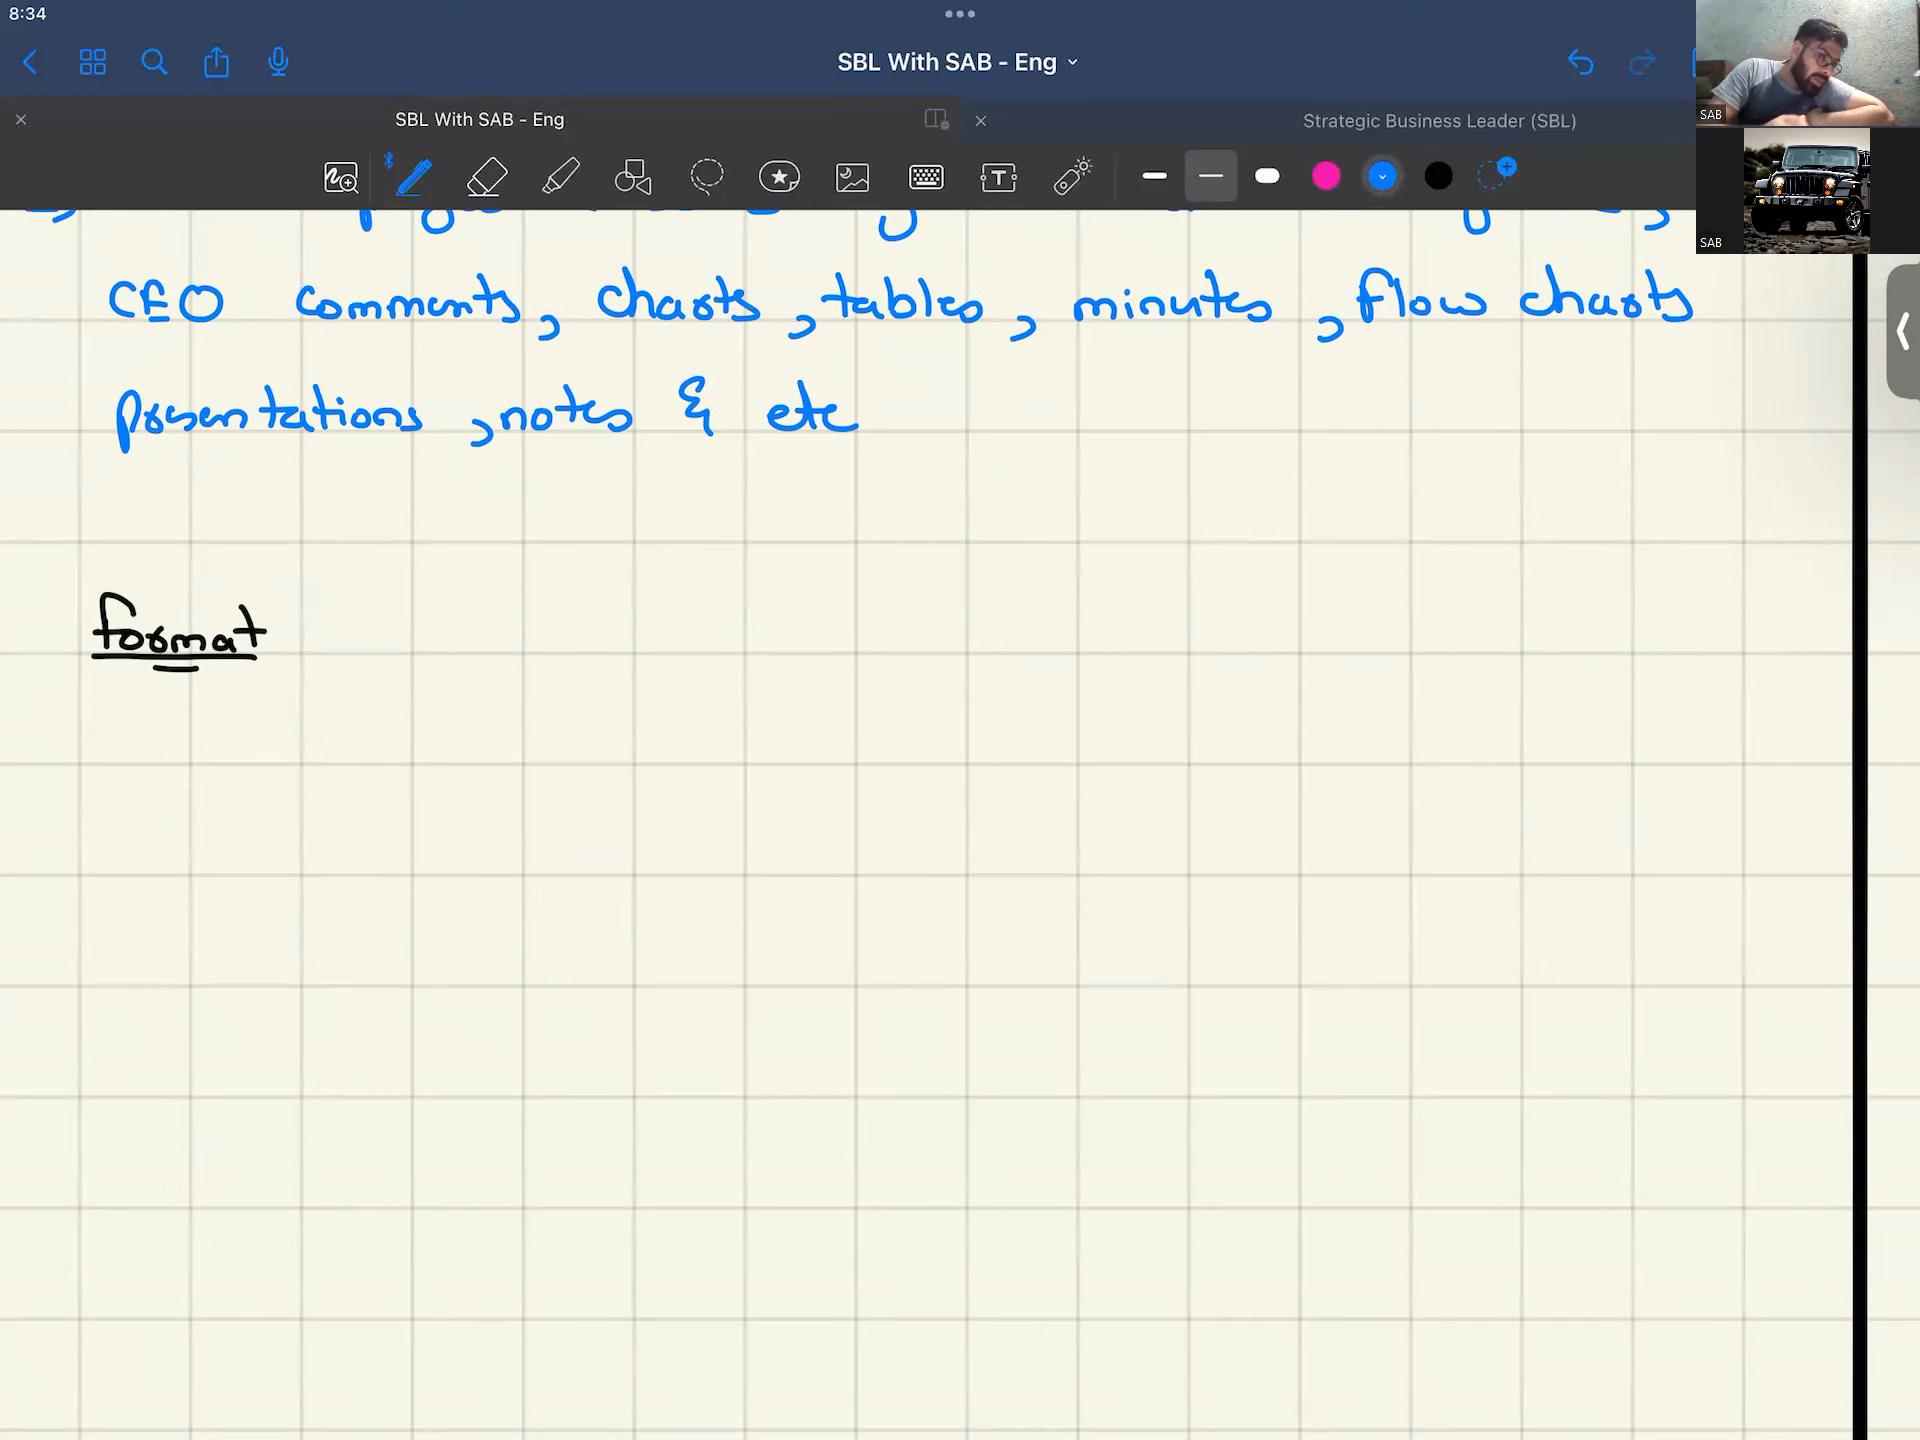 8:34
SBL With SAB - Eng
SBL With SAB - Eng
Strategic Business Leader (SBL)
SAB
SAB
CEO comments, charts, tables, minutes, flow charts
presentations, notes & etc
format